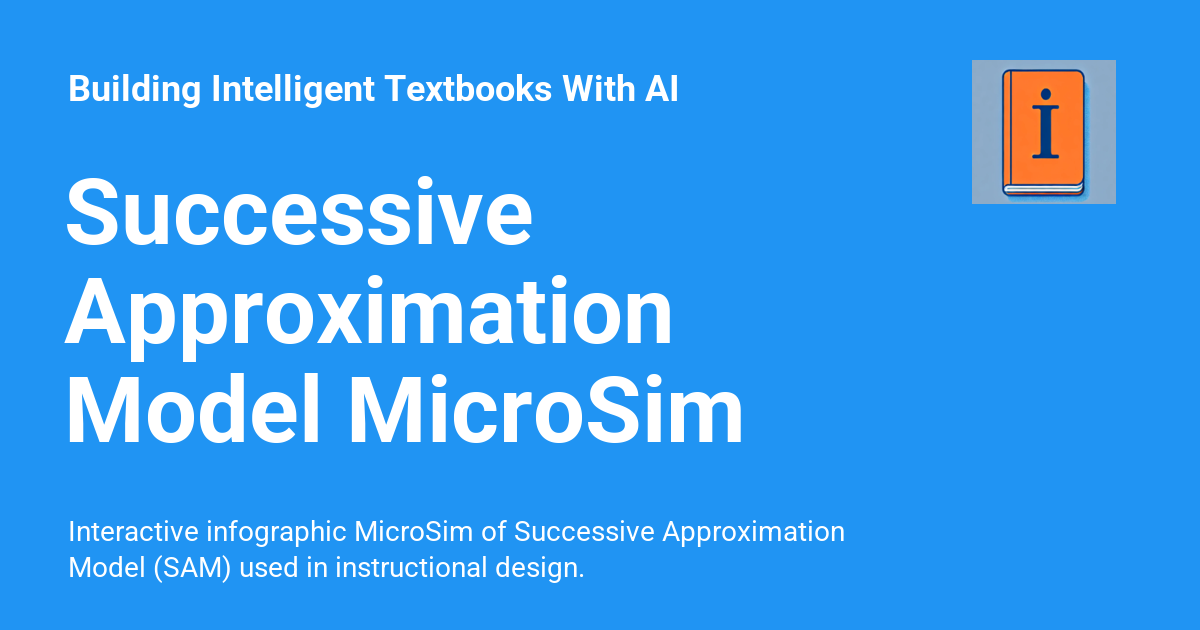 Building Intelligent Textbooks With AI
i
Successive
Approximation
Model MicroSim
Interactive infographic MicroSim of Successive Approximation
Model (SAM) used in instructional design.